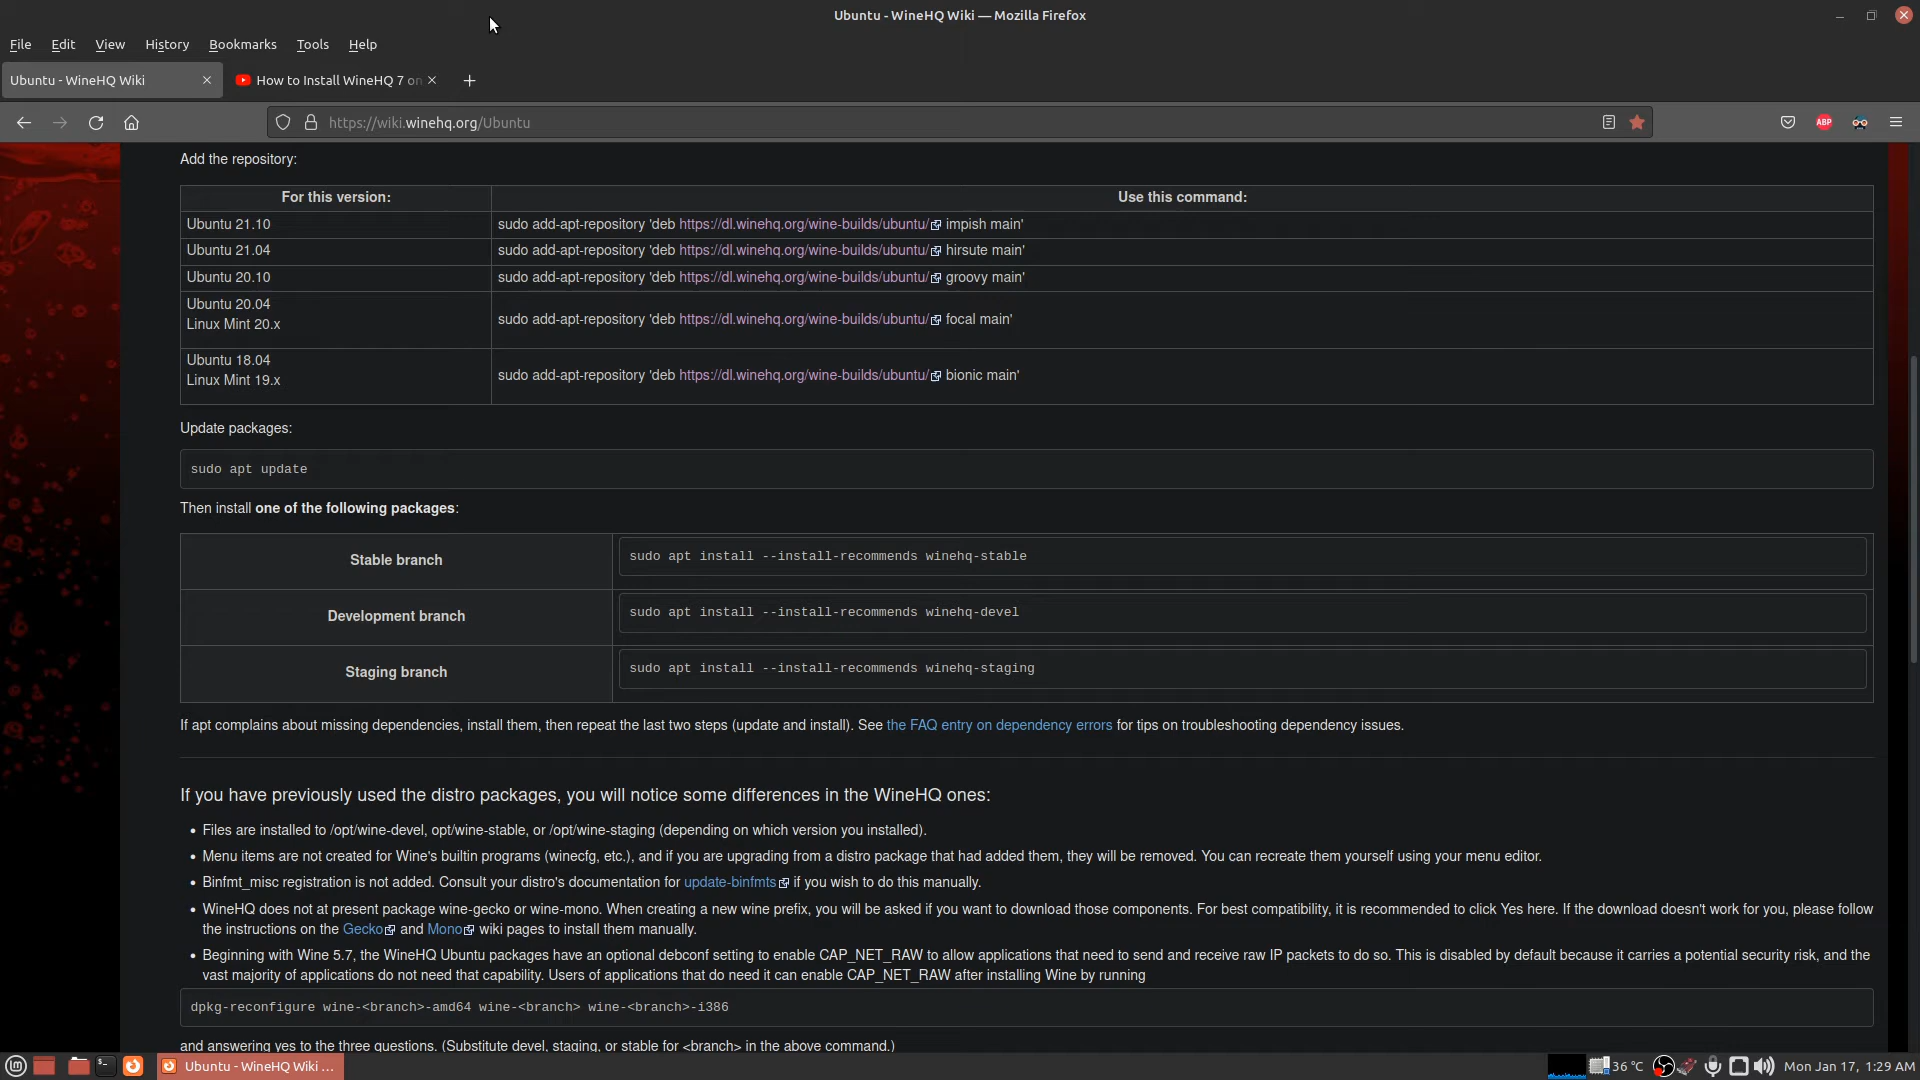 Ubuntu - WineHQ Wiki — Mozilla Firefox
File Edit View History Bookmarks Tools Help
Ubuntu - WineHQ Wiki
How to Install WineHQ 7 on
https://wiki.winehq.org/Ubuntu
ABP
Add the repository:
For this version: Use this command:
Ubuntu 21.10 sudo add-apt-repository 'deb https://dl.winehq.org/wine-builds/ubuntu/ impish main'
Ubuntu 21.04 sudo add-apt-repository 'deb https://dl.winehq.org/wine-builds/ubuntu/ hirsute main'
Ubuntu 20.10 sudo add-apt-repository 'deb https://dl.winehq.org/wine-builds/ubuntu/ groovy main'
Ubuntu 20.04
Linux Mint 20.x
sudo add-apt-repository 'deb https://dl.winehq.org/wine-builds/ubuntu/ focal main'
Ubuntu 18.04
Linux Mint 19.x
sudo add-apt-repository 'deb https://dl.winehq.org/wine-builds/ubuntu/ bionic main'
Update packages:
sudo apt update
Then install one of the following packages:
Stable branch sudo apt install --install-recommends winehq-stable
Development branch sudo apt install --install-recommends winehq-devel
Staging branch sudo apt install --install-recommends winehq-staging
If apt complains about missing dependencies, install them, then repeat the last two steps (update and install). See the FAQ entry on dependency errors for tips on troubleshooting dependency issues.
If you have previously used the distro packages, you will notice some differences in the WineHQ ones:
• Files are installed to /opt/wine-devel, opt/wine-stable, or /opt/wine-staging (depending on which version you installed).
• Menu items are not created for Wine's builtin programs (winecfg, etc.), and if you are upgrading from a distro package that had added them, they will be removed. You can recreate them yourself using your menu editor.
• Binfmt_misc registration is not added. Consult your distro's documentation for update-binfmts if you wish to do this manually.
• WineHQ does not at present package wine-gecko or wine-mono. When creating a new wine prefix, you will be asked if you want to download those components. For best compatibility, it is recommended to click Yes here. If the download doesn't work for you, please follow
the instructions on the Gecko and Mono wiki pages to install them manually.
• Beginning with Wine 5.7, the WineHQ Ubuntu packages have an optional debconf setting to enable CAP_NET_RAW to allow applications that need to send and receive raw IP packets to do so. This is disabled by default because it carries a potential security risk, and the
vast majority of applications do not need that capability. Users of applications that do need it can enable CAP_NET_RAW after installing Wine by running
dpkg-reconfigure wine-<branch>-amd64 wine-<branch> wine-<branch>-i386
and answering yes to the three questions. (Substitute devel, staging, or stable for <branch> in the above command.)
Ubuntu - WineHQ Wiki ...
36 °C
Mon Jan 17, 1:29 AM